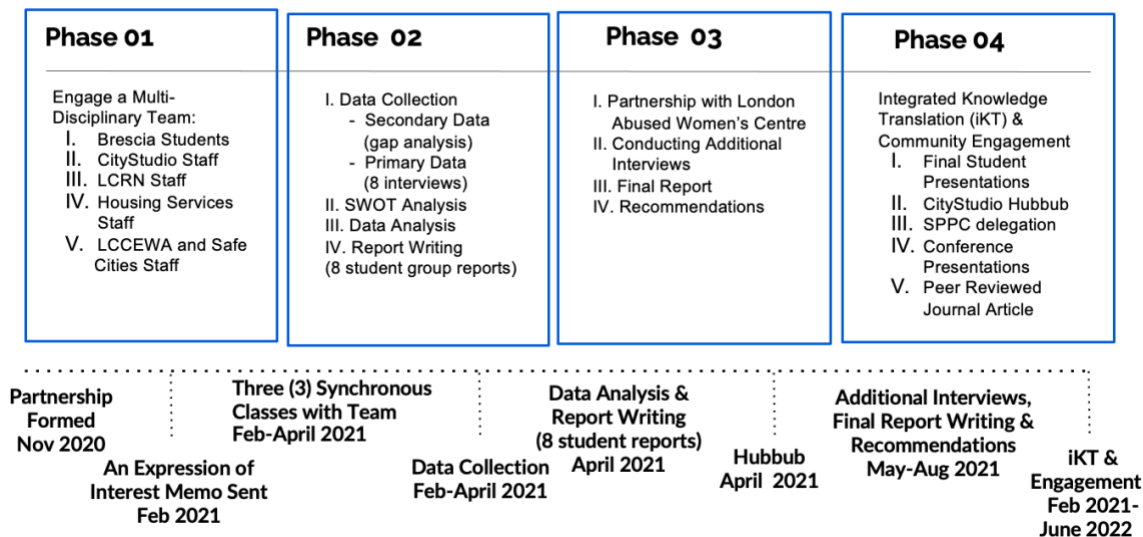 Phase 01
Engage a Multi-
Disciplinary Team:
I. Brescia Students
II. CityStudio Staff
III. LCRN Staff
IV. Housing Services
Staff
V. LCCEWA and Safe
Cities Staff
Phase 02
I. Data Collection
- Secondary Data
(gap analysis)
- Primary Data
(8 interviews)
II. SWOT Analysis
III. Data Analysis
IV. Report Writing
(8 student group reports)
Phase 03
I. Partnership with London
Abused Women's Centre
II. Conducting Additional
Interviews
III. Final Report
IV. Recommendations
Phase 04
Integrated Knowledge
Translation (iKT) &
Community Engagement
I. Final Student
Presentations
II. CityStudio Hubbub
III. SPPC delegation
IV. Conference
Presentations
V. Peer Reviewed
Journal Article
Partnership
Formed
Nov 2020
An Expression of
Interest Memo Sent
Feb 2021
Three (3) Synchronous
Classes with Team
Feb-April 2021
Data Collection
Feb-April 2021
Data Analysis &
Report Writing
(8 student reports)
April 2021
Hubbub
April 2021
Additional Interviews,
Final Report Writing &
Recommendations
May-Aug 2021
iKT &
Engagement
Feb 2021-
June 2022